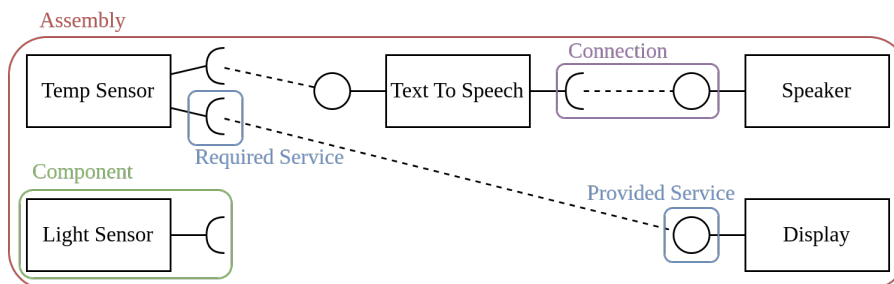 Assembly
Connection
Temp Sensor
Text To Speech
Speaker
Required Service
Component
Provided Service
Light Sensor
Display